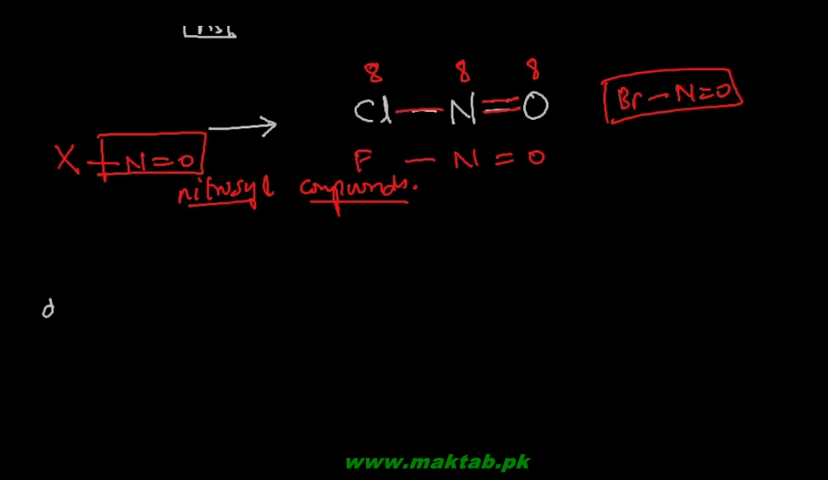 8 8 8
Cl — N = O
Br — N = O
X — N = O
F — N = O
nitrosyl compounds.
d
www.maktab.pk